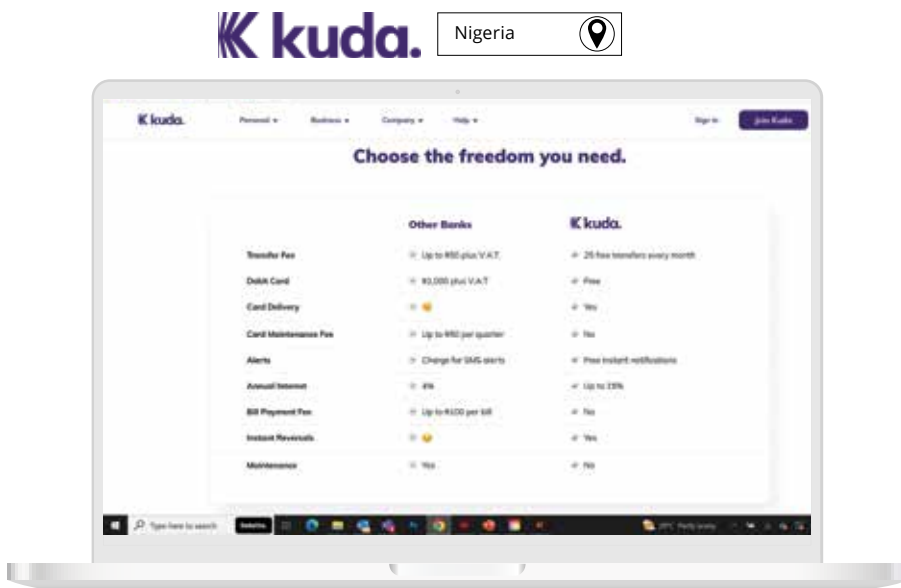 kuda. Nigeria
kuda. Personal Business Company Help Sign in Join Kuda
Choose the freedom you need.
Other Banks kuda.
Transfer Fee Up to ₦50 plus V.A.T. 25 free transfers every month
Debit Card ₦1,000 plus V.A.T Free
Card Delivery Yes
Card Maintenance Fee Up to ₦50 per quarter No
Alerts Charge for SMS alerts Free instant notifications
Annual Interest 4% Up to 15%
Bill Payment Fee Up to ₦100 per bill No
Instant Reversals Yes
Maintenance Yes No
Type here to search